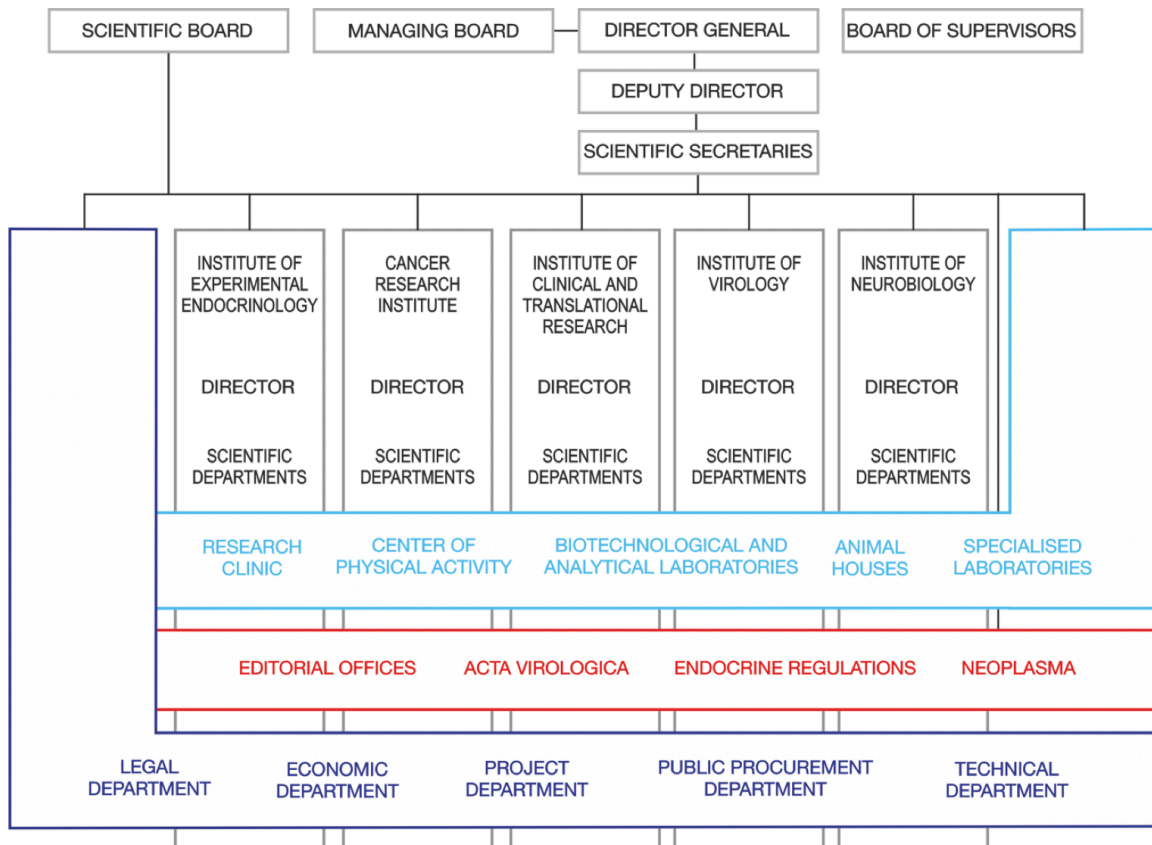 SCIENTIFIC BOARD
MANAGING BOARD
DIRECTOR GENERAL
BOARD OF SUPERVISORS
DEPUTY DIRECTOR
SCIENTIFIC SECRETARIES
INSTITUTE OF
EXPERIMENTAL
ENDOCRINOLOGY
DIRECTOR
SCIENTIFIC
DEPARTMENTS
CANCER
RESEARCH
INSTITUTE
DIRECTOR
SCIENTIFIC
DEPARTMENTS
INSTITUTE OF
CLINICAL AND
TRANSLATIONAL
RESEARCH
DIRECTOR
SCIENTIFIC
DEPARTMENTS
INSTITUTE OF
VIROLOGY
DIRECTOR
SCIENTIFIC
DEPARTMENTS
INSTITUTE OF
NEUROBIOLOGY
DIRECTOR
SCIENTIFIC
DEPARTMENTS
RESEARCH
CLINIC
CENTER OF
PHYSICAL ACTIVITY
BIOTECHNOLOGICAL AND
ANALYTICAL LABORATORIES
ANIMAL
HOUSES
SPECIALISED
LABORATORIES
EDITORIAL OFFICES
ACTA VIROLOGICA
ENDOCRINE REGULATIONS
NEOPLASMA
LEGAL
DEPARTMENT
ECONOMIC
DEPARTMENT
PROJECT
DEPARTMENT
PUBLIC PROCUREMENT
DEPARTMENT
TECHNICAL
DEPARTMENT